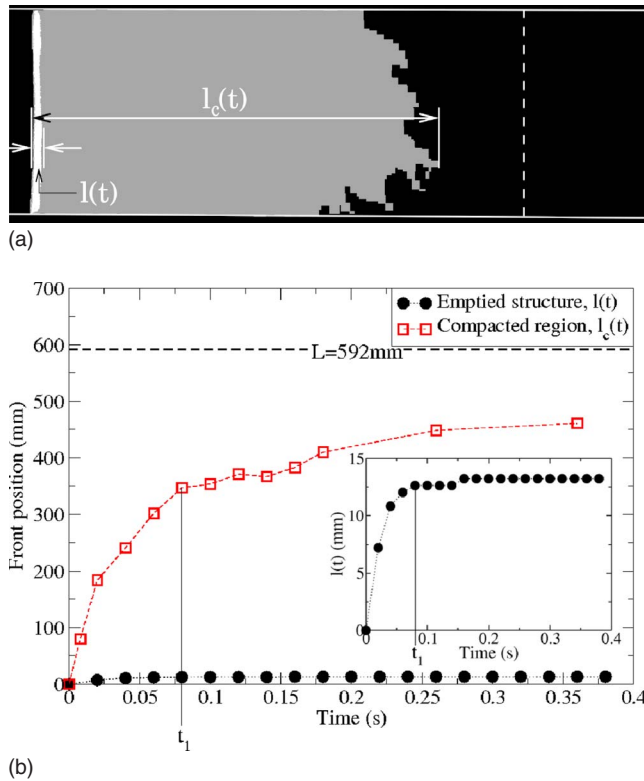 l_c(t)
l(t)
(a)
700
600
500
400
300
200
100
0
Front position (mm)
Emptied structure, l(t)
Compacted region, l_c(t)
L=592mm
15
10
5
0
l(t) (mm)
0 0.1 0.2 0.3 0.4
Time (s)
t_1
0 0.05 0.1 0.15 0.2 0.25 0.3 0.35 0.4
Time (s)
t_1
(b)